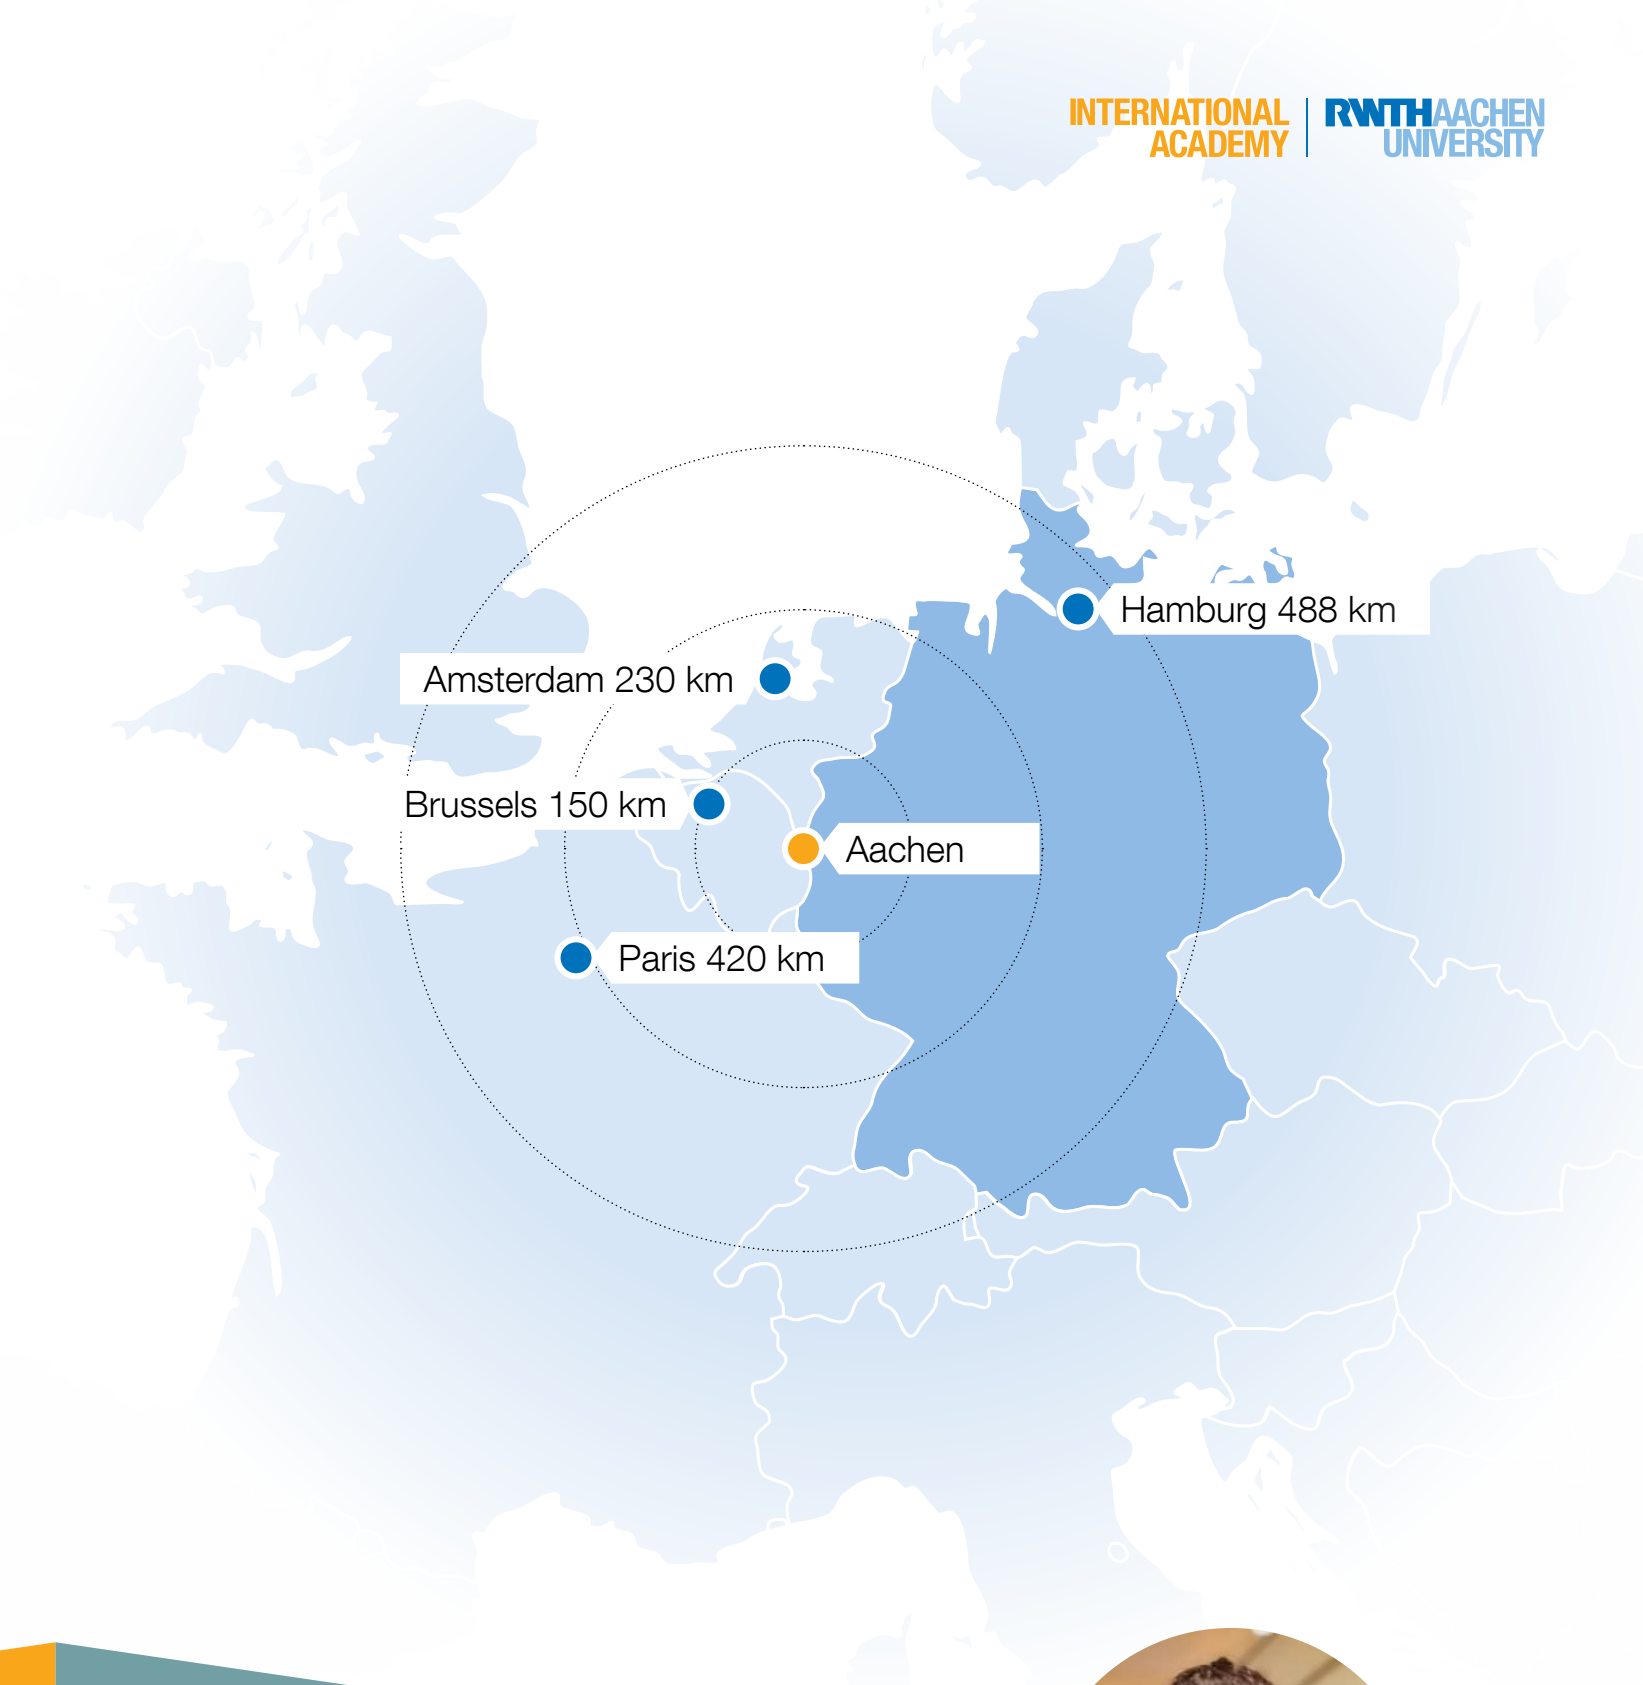 INTERNATIONAL
ACADEMY
RWTHAACHEN
UNIVERSITY
Hamburg 488 km
Amsterdam 230 km
Brussels 150 km
Aachen
Paris 420 km